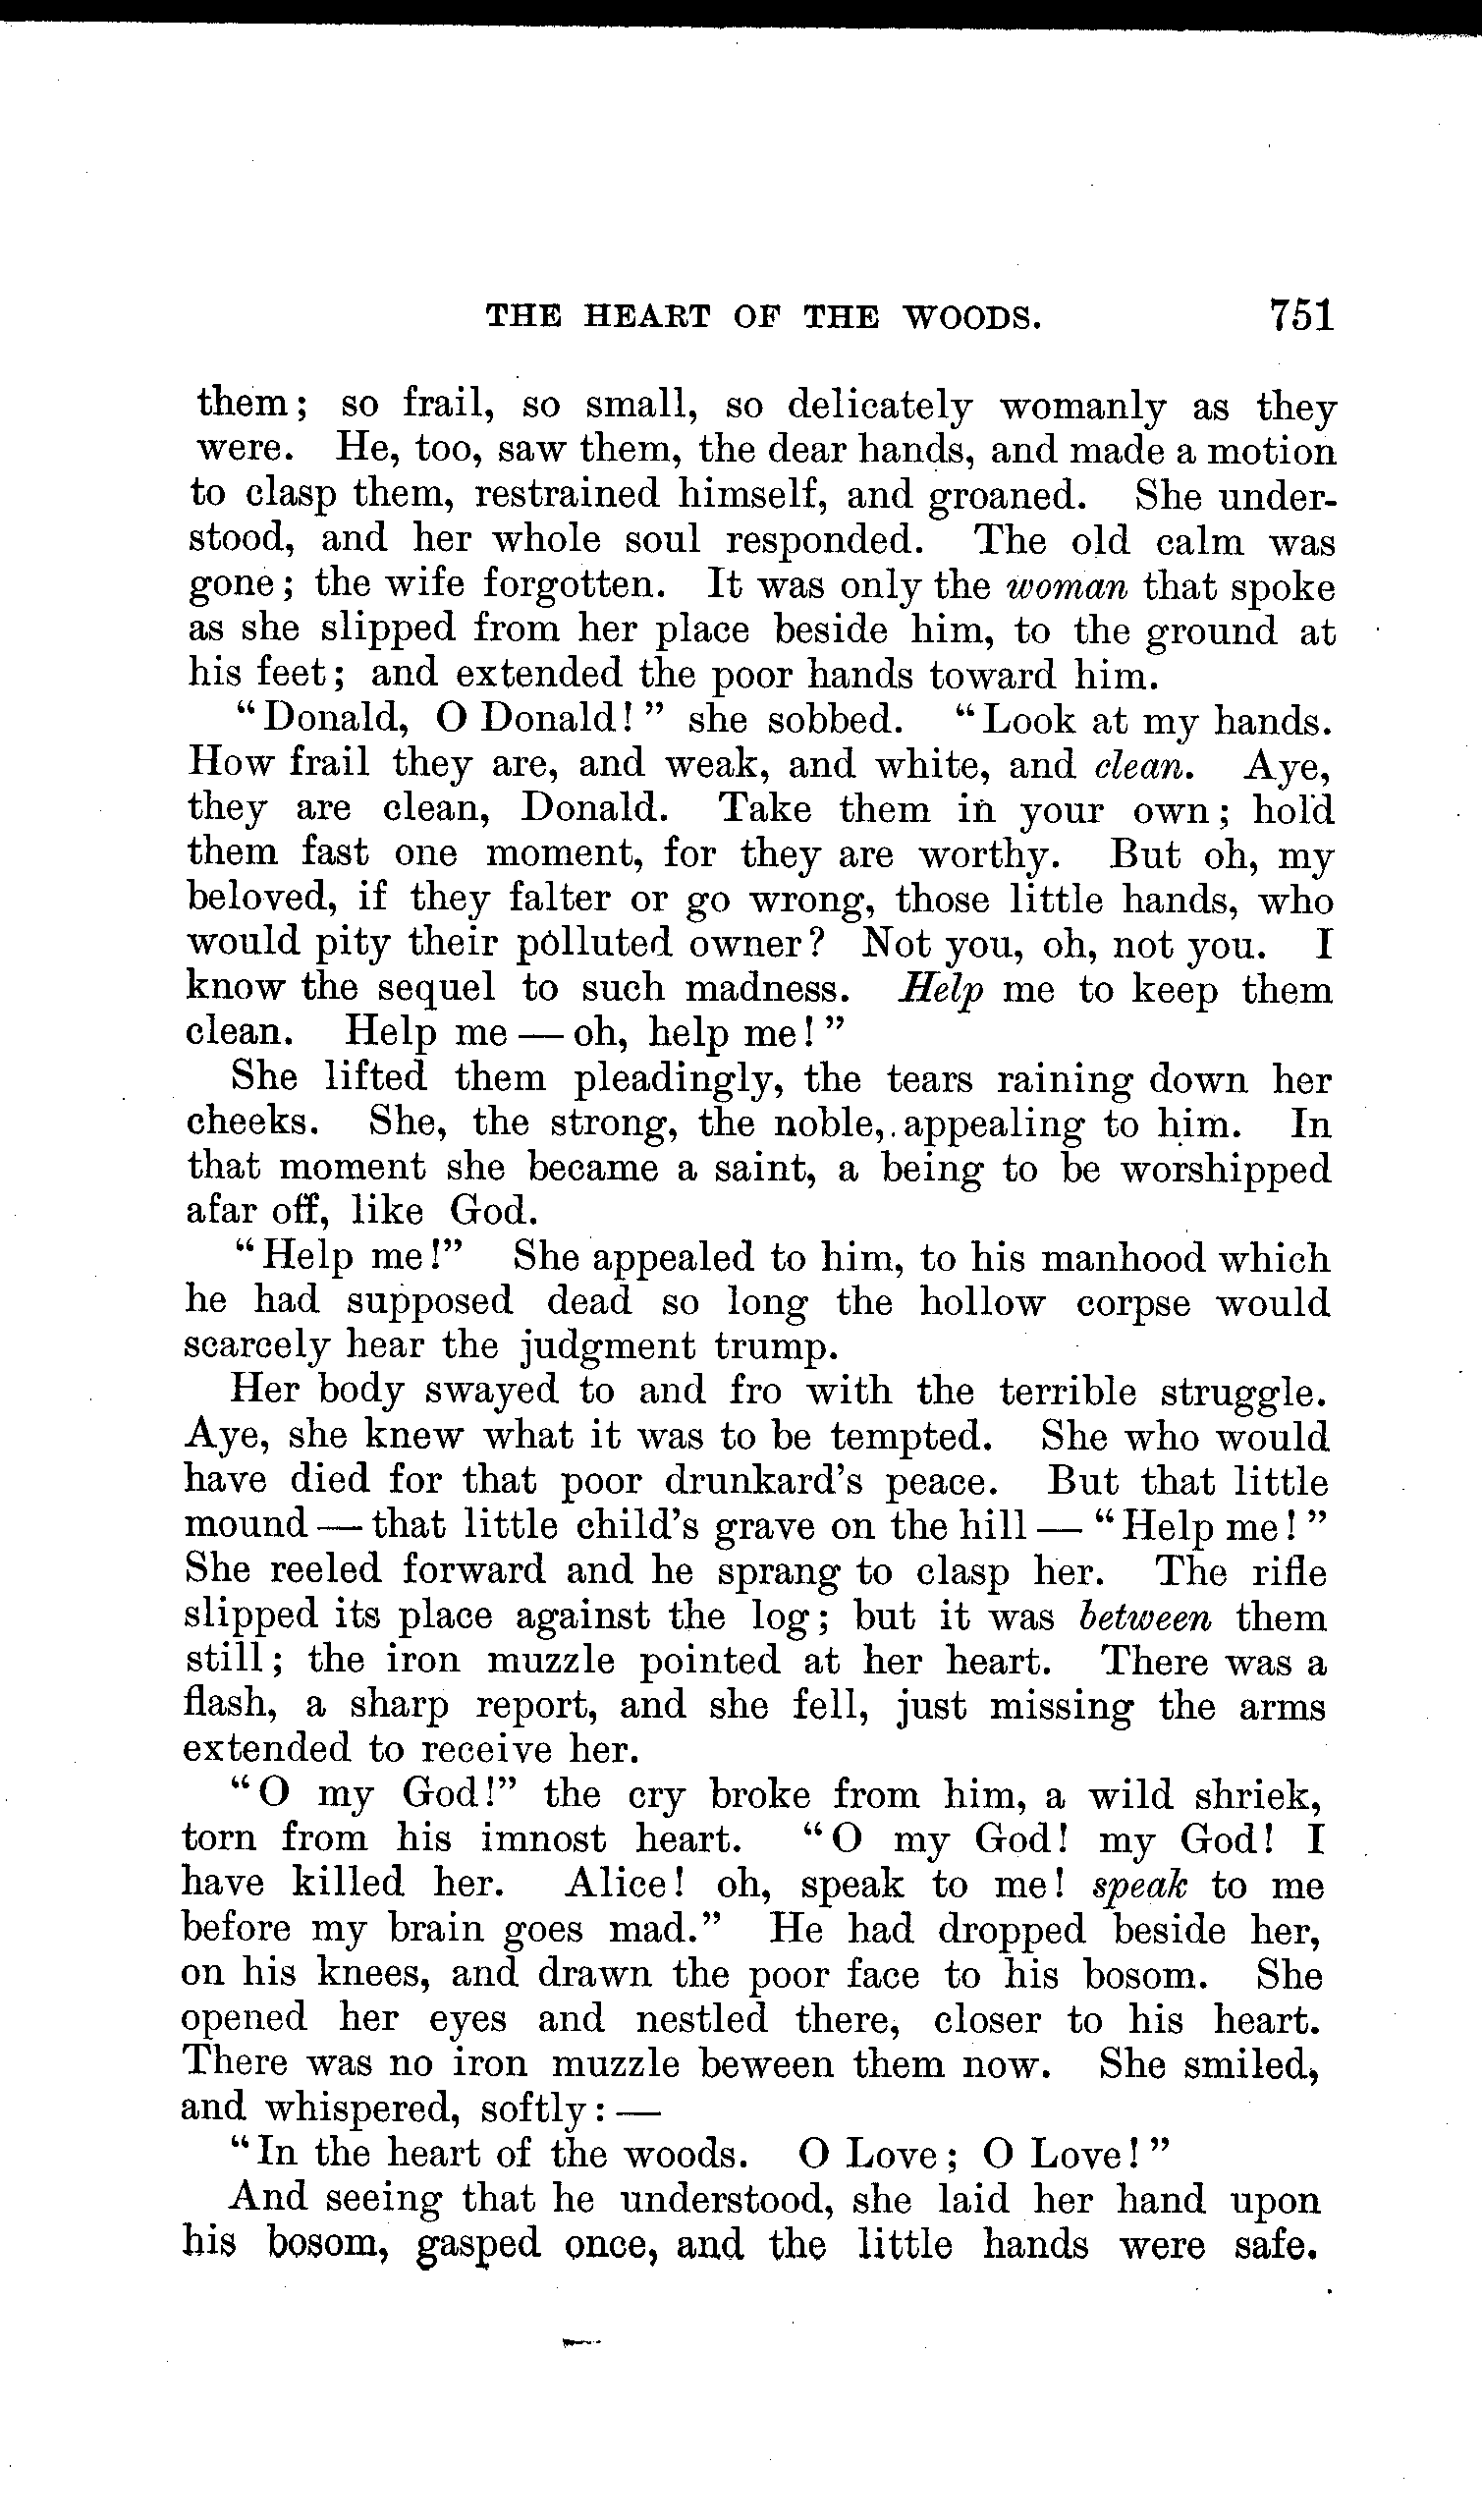 THE HEART OF THE WOODS. 751
them; so frail, so small, so delicately womanly as they
were. He, too, saw them, the dear hands, and made a motion
to clasp them, restrained himself, and groaned. She under-
stood, and her whole soul responded. The old calm was
gone; the wife forgotten. It was only the woman that spoke
as she slipped from her place beside him, to the ground at
his feet; and extended the poor hands toward him.
"Donald, O Donald!" she sobbed. "Look at my hands.
How frail they are, and weak, and white, and clean. Aye,
they are clean, Donald. Take them in your own; hold
them fast one moment, for they are worthy. But oh, my
beloved, if they falter or go wrong, those little hands, who
would pity their polluted owner? Not you, oh, not you. I
know the sequel to such madness. Help me to keep them
clean. Help me — oh, help me!"
She lifted them pleadingly, the tears raining down her
cheeks. She, the strong, the noble, appealing to him. In
that moment she became a saint, a being to be worshipped
afar off, like God.
"Help me!" She appealed to him, to his manhood which
he had supposed dead so long the hollow corpse would
scarcely hear the judgment trump.
Her body swayed to and fro with the terrible struggle.
Aye, she knew what it was to be tempted. She who would
have died for that poor drunkard's peace. But that little
mound — that little child's grave on the hill — "Help me!"
She reeled forward and he sprang to clasp her. The rifle
slipped its place against the log; but it was between them
still; the iron muzzle pointed at her heart. There was a
flash, a sharp report, and she fell, just missing the arms
extended to receive her.
"O my God!" the cry broke from him, a wild shriek,
torn from his imnost heart. "O my God! my God! I
have killed her. Alice! oh, speak to me! speak to me
before my brain goes mad." He had dropped beside her,
on his knees, and drawn the poor face to his bosom. She
opened her eyes and nestled there, closer to his heart.
There was no iron muzzle beween them now. She smiled,
and whispered, softly: —
"In the heart of the woods. O Love; O Love!"
And seeing that he understood, she laid her hand upon
his bosom, gasped once, and the little hands were safe.